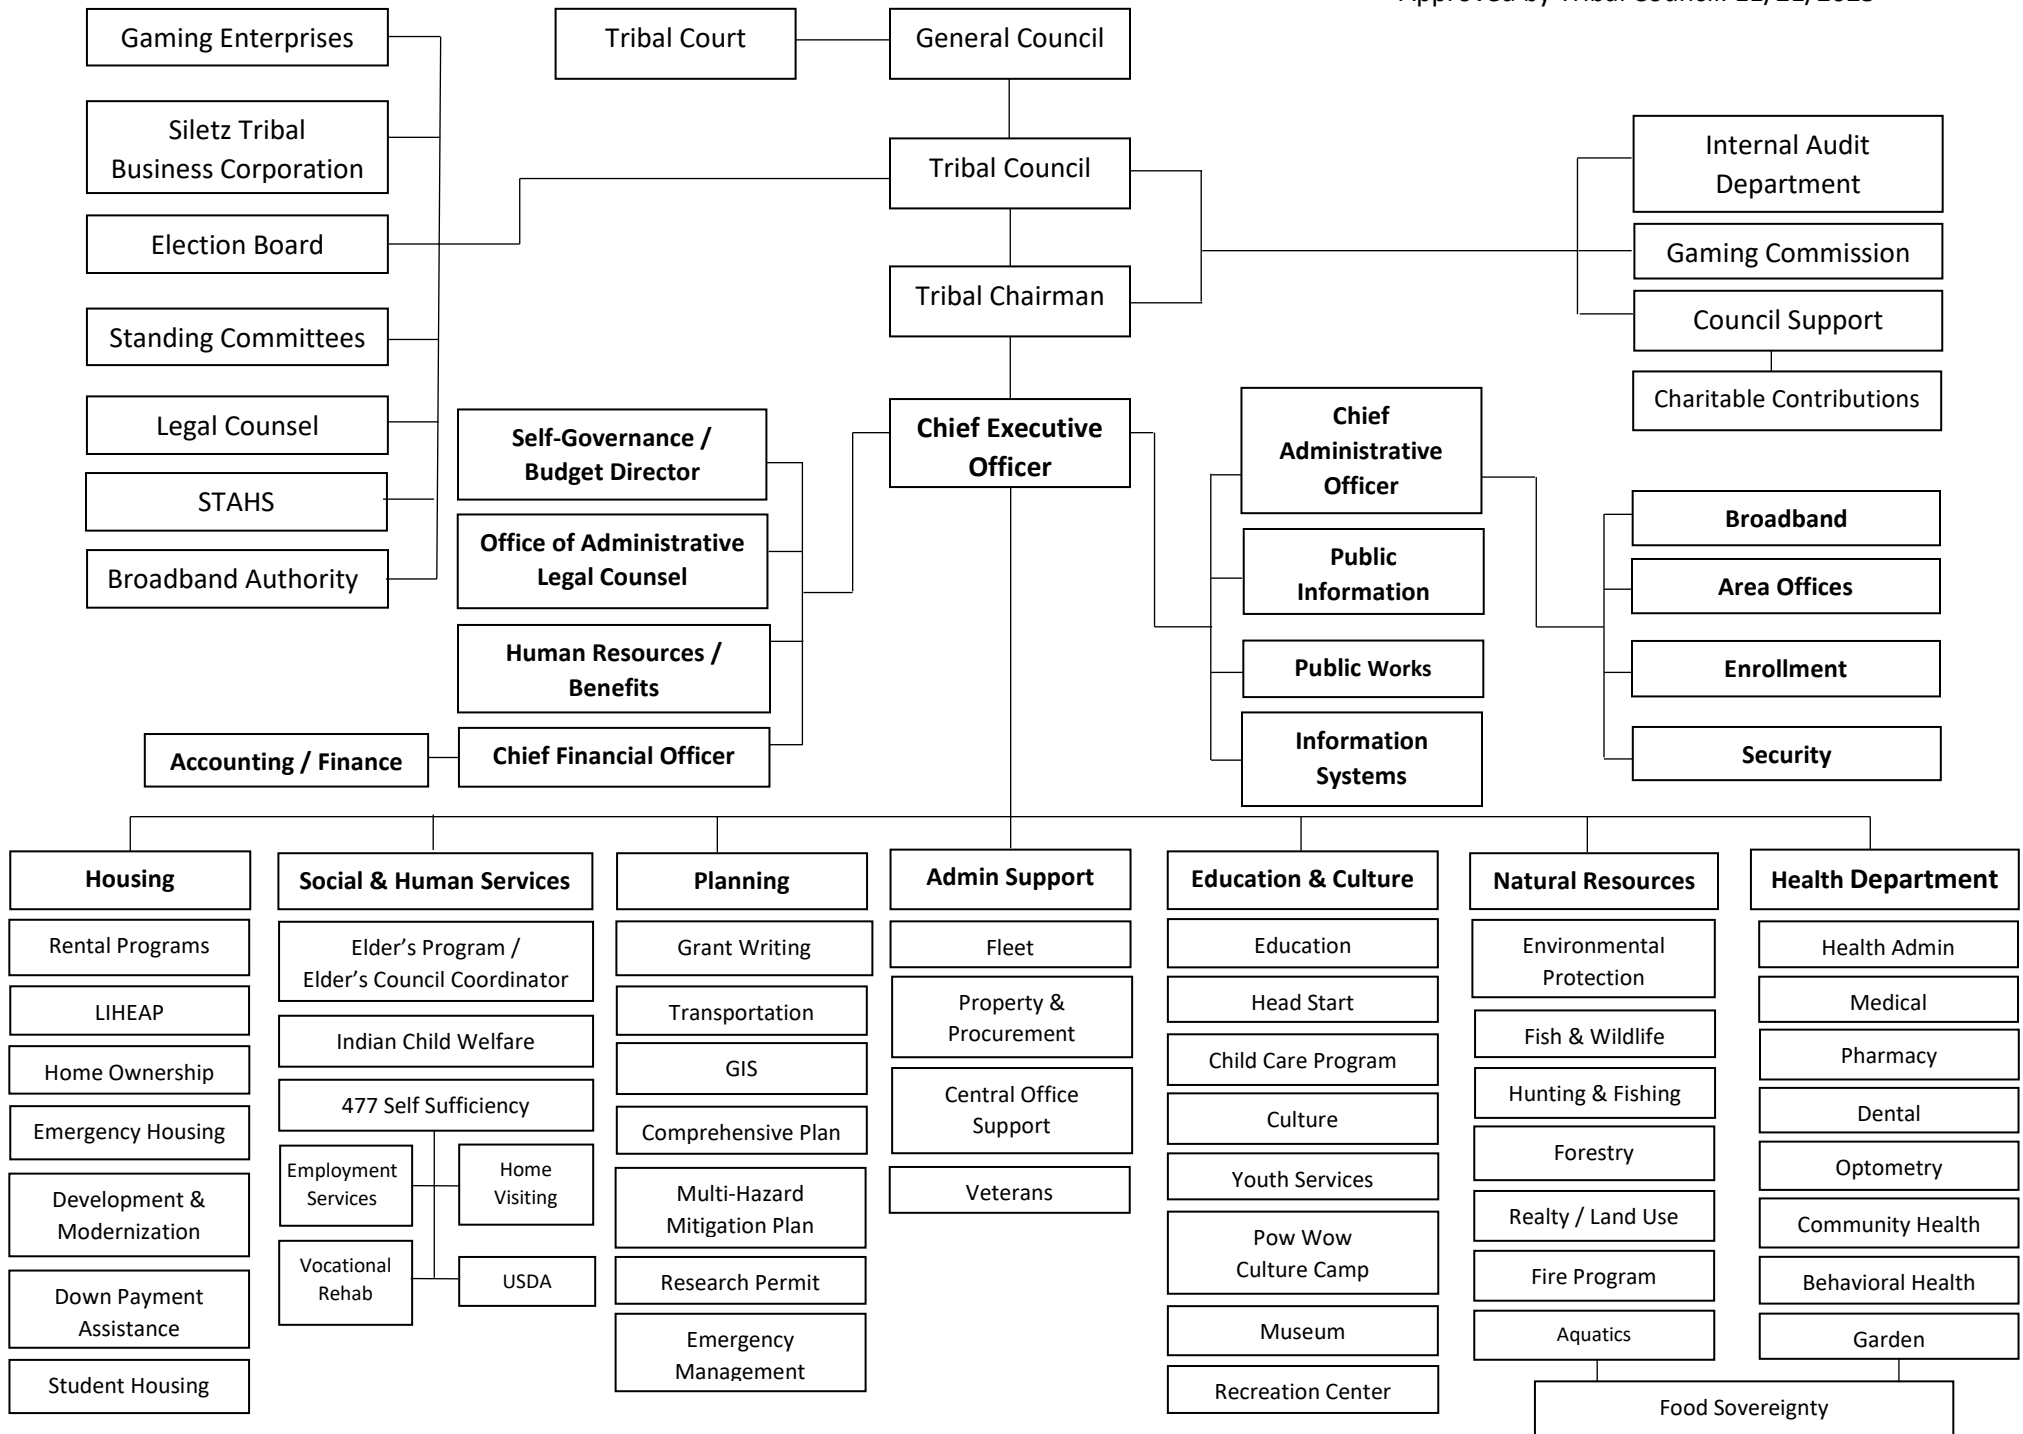 Approved by Tribal Council:
Gaming Enterprises
Tribal Court
General Council
Siletz Tribal
Business Corporation
Tribal Council
Internal Audit
Department
Election Board
Gaming Commission
Tribal Chairman
Council Support
Standing Committees
Charitable Contributions
Legal Counsel
Self-Governance /
Budget Director
Chief Executive
Officer
Chief
Administrative
Officer
STAHS
Broadband
Office of Administrative
Legal Counsel
Public
Information
Broadband Authority
Area Offices
Human Resources /
Benefits
Public Works
Enrollment
Accounting / Finance
Chief Financial Officer
Information
Systems
Security
Housing
Rental Programs
LIHEAP
Home Ownership
Emergency Housing
Development &
Modernization
Down Payment
Assistance
Student Housing
Social & Human Services
Elder’s Program /
Elder’s Council Coordinator
Indian Child Welfare
477 Self Sufficiency
Employment
Services
Home
Visiting
Vocational
Rehab
USDA
Planning
Grant Writing
Transportation
GIS
Comprehensive Plan
Multi-Hazard
Mitigation Plan
Research Permit
Emergency
Management
Admin Support
Fleet
Property &
Procurement
Central Office
Support
Veterans
Education & Culture
Education
Head Start
Child Care Program
Culture
Youth Services
Pow Wow
Culture Camp
Museum
Recreation Center
Natural Resources
Environmental
Protection
Fish & Wildlife
Hunting & Fishing
Forestry
Realty / Land Use
Fire Program
Aquatics
Health Department
Health Admin
Medical
Pharmacy
Dental
Optometry
Community Health
Behavioral Health
Garden
Food Sovereignty